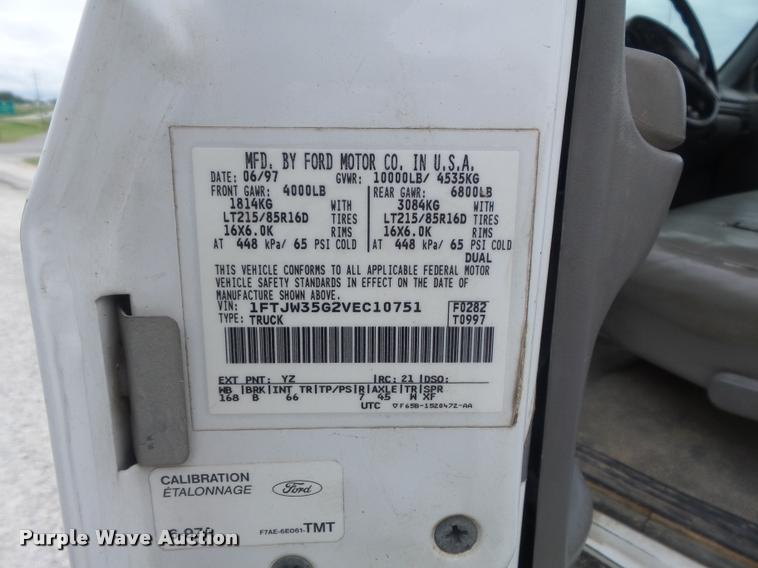 MFD. BY FORD MOTOR CO. IN U.S.A.
DATE: 06/97 GVWR: 10000LB/ 4535KG
FRONT GAWR: 4000LB REAR GAWR: 6800LB
1814KG WITH 3084KG WITH
LT215/85R16D TIRES LT215/85R16D TIRES
16X6.0K RIMS 16X6.0K RIMS
AT 448 kPa/ 65 PSI COLD AT 448 kPa/ 65 PSI COLD
DUAL
THIS VEHICLE CONFORMS TO ALL APPLICABLE FEDERAL MOTOR
VEHICLE SAFETY STANDARDS IN EFFECT ON THE DATE OF
MANUFACTURE SHOWN ABOVE.
VIN: 1FTJW35G2VEC10751 F0282
TYPE: TRUCK T0997
EXT PNT: YZ RC: 21 DSO:
WB BRK INT TR TP/PS R AXLE TR SPR
168 B 66 7 45 W XF
UTC ▽F65B-1520472-AA
CALIBRATION
ÉTALONNAGE
Ford
F7AE-6E061-TMT
Purple Wave Auction